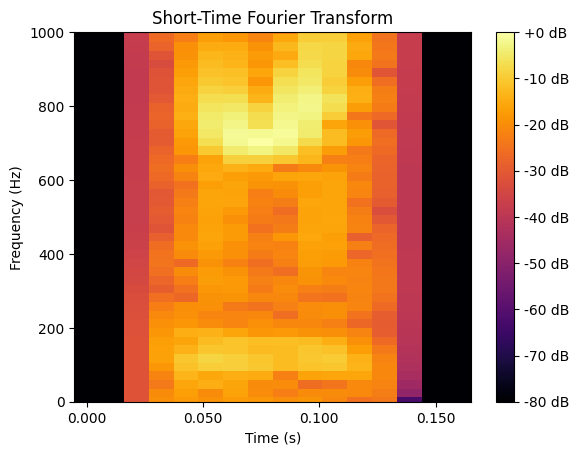 Short-Time Fourier Transform
1000
800
600
400
200
0
Frequency (Hz)
0.000
0.050
0.100
0.150
Time (s)
+0 dB
-10 dB
-20 dB
-30 dB
-40 dB
-50 dB
-60 dB
-70 dB
-80 dB